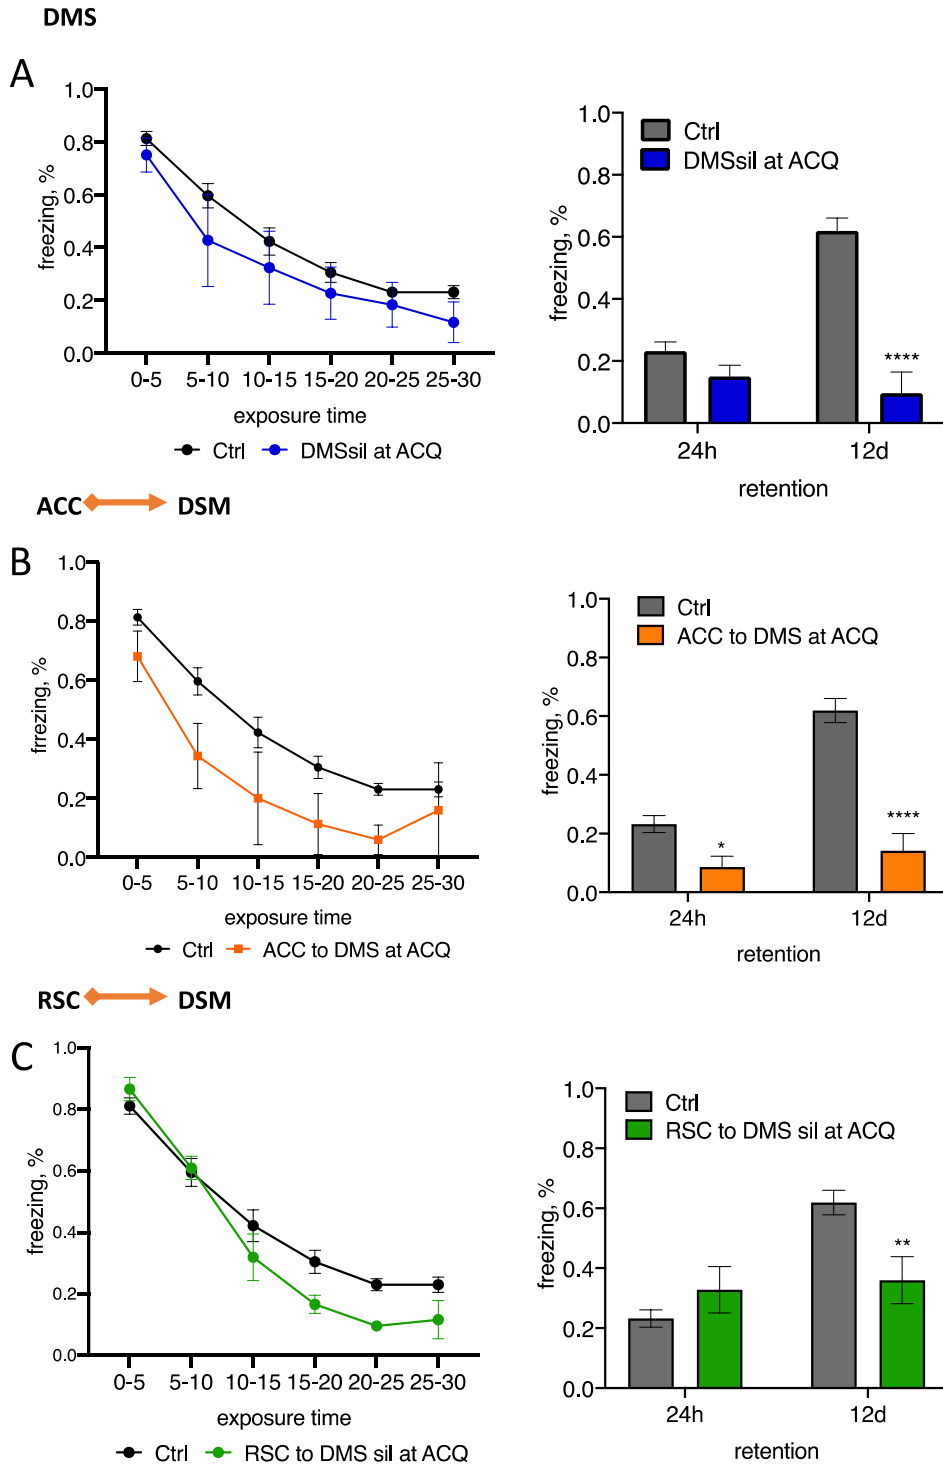 DMS
A
1.0
0.8
0.6
0.4
0.2
0.0
freezing, %
0-5 5-10 10-15 15-20 20-25 25-30
exposure time
Ctrl DMSsil at ACQ
1.0
0.8
0.6
0.4
0.2
0.0
freezing, %
Ctrl
DMSsil at ACQ
****
24h 12d
retention
ACC DSM
B
1.0
0.8
0.6
0.4
0.2
0.0
frrezing, %
0-5 5-10 10-15 15-20 20-25 25-30
exposure time
Ctrl ACC to DMS at ACQ
1.0
0.8
0.6
0.4
0.2
0.0
freezing, %
Ctrl
ACC to DMS at ACQ
*
****
24h 12d
retention
RSC DSM
C
1.0
0.8
0.6
0.4
0.2
0.0
freezing, %
0-5 5-10 10-15 15-20 20-25 25-30
exposure time
Ctrl RSC to DMS sil at ACQ
1.0
0.8
0.6
0.4
0.2
0.0
freezing, %
Ctrl
RSC to DMS sil at ACQ
**
24h 12d
retention